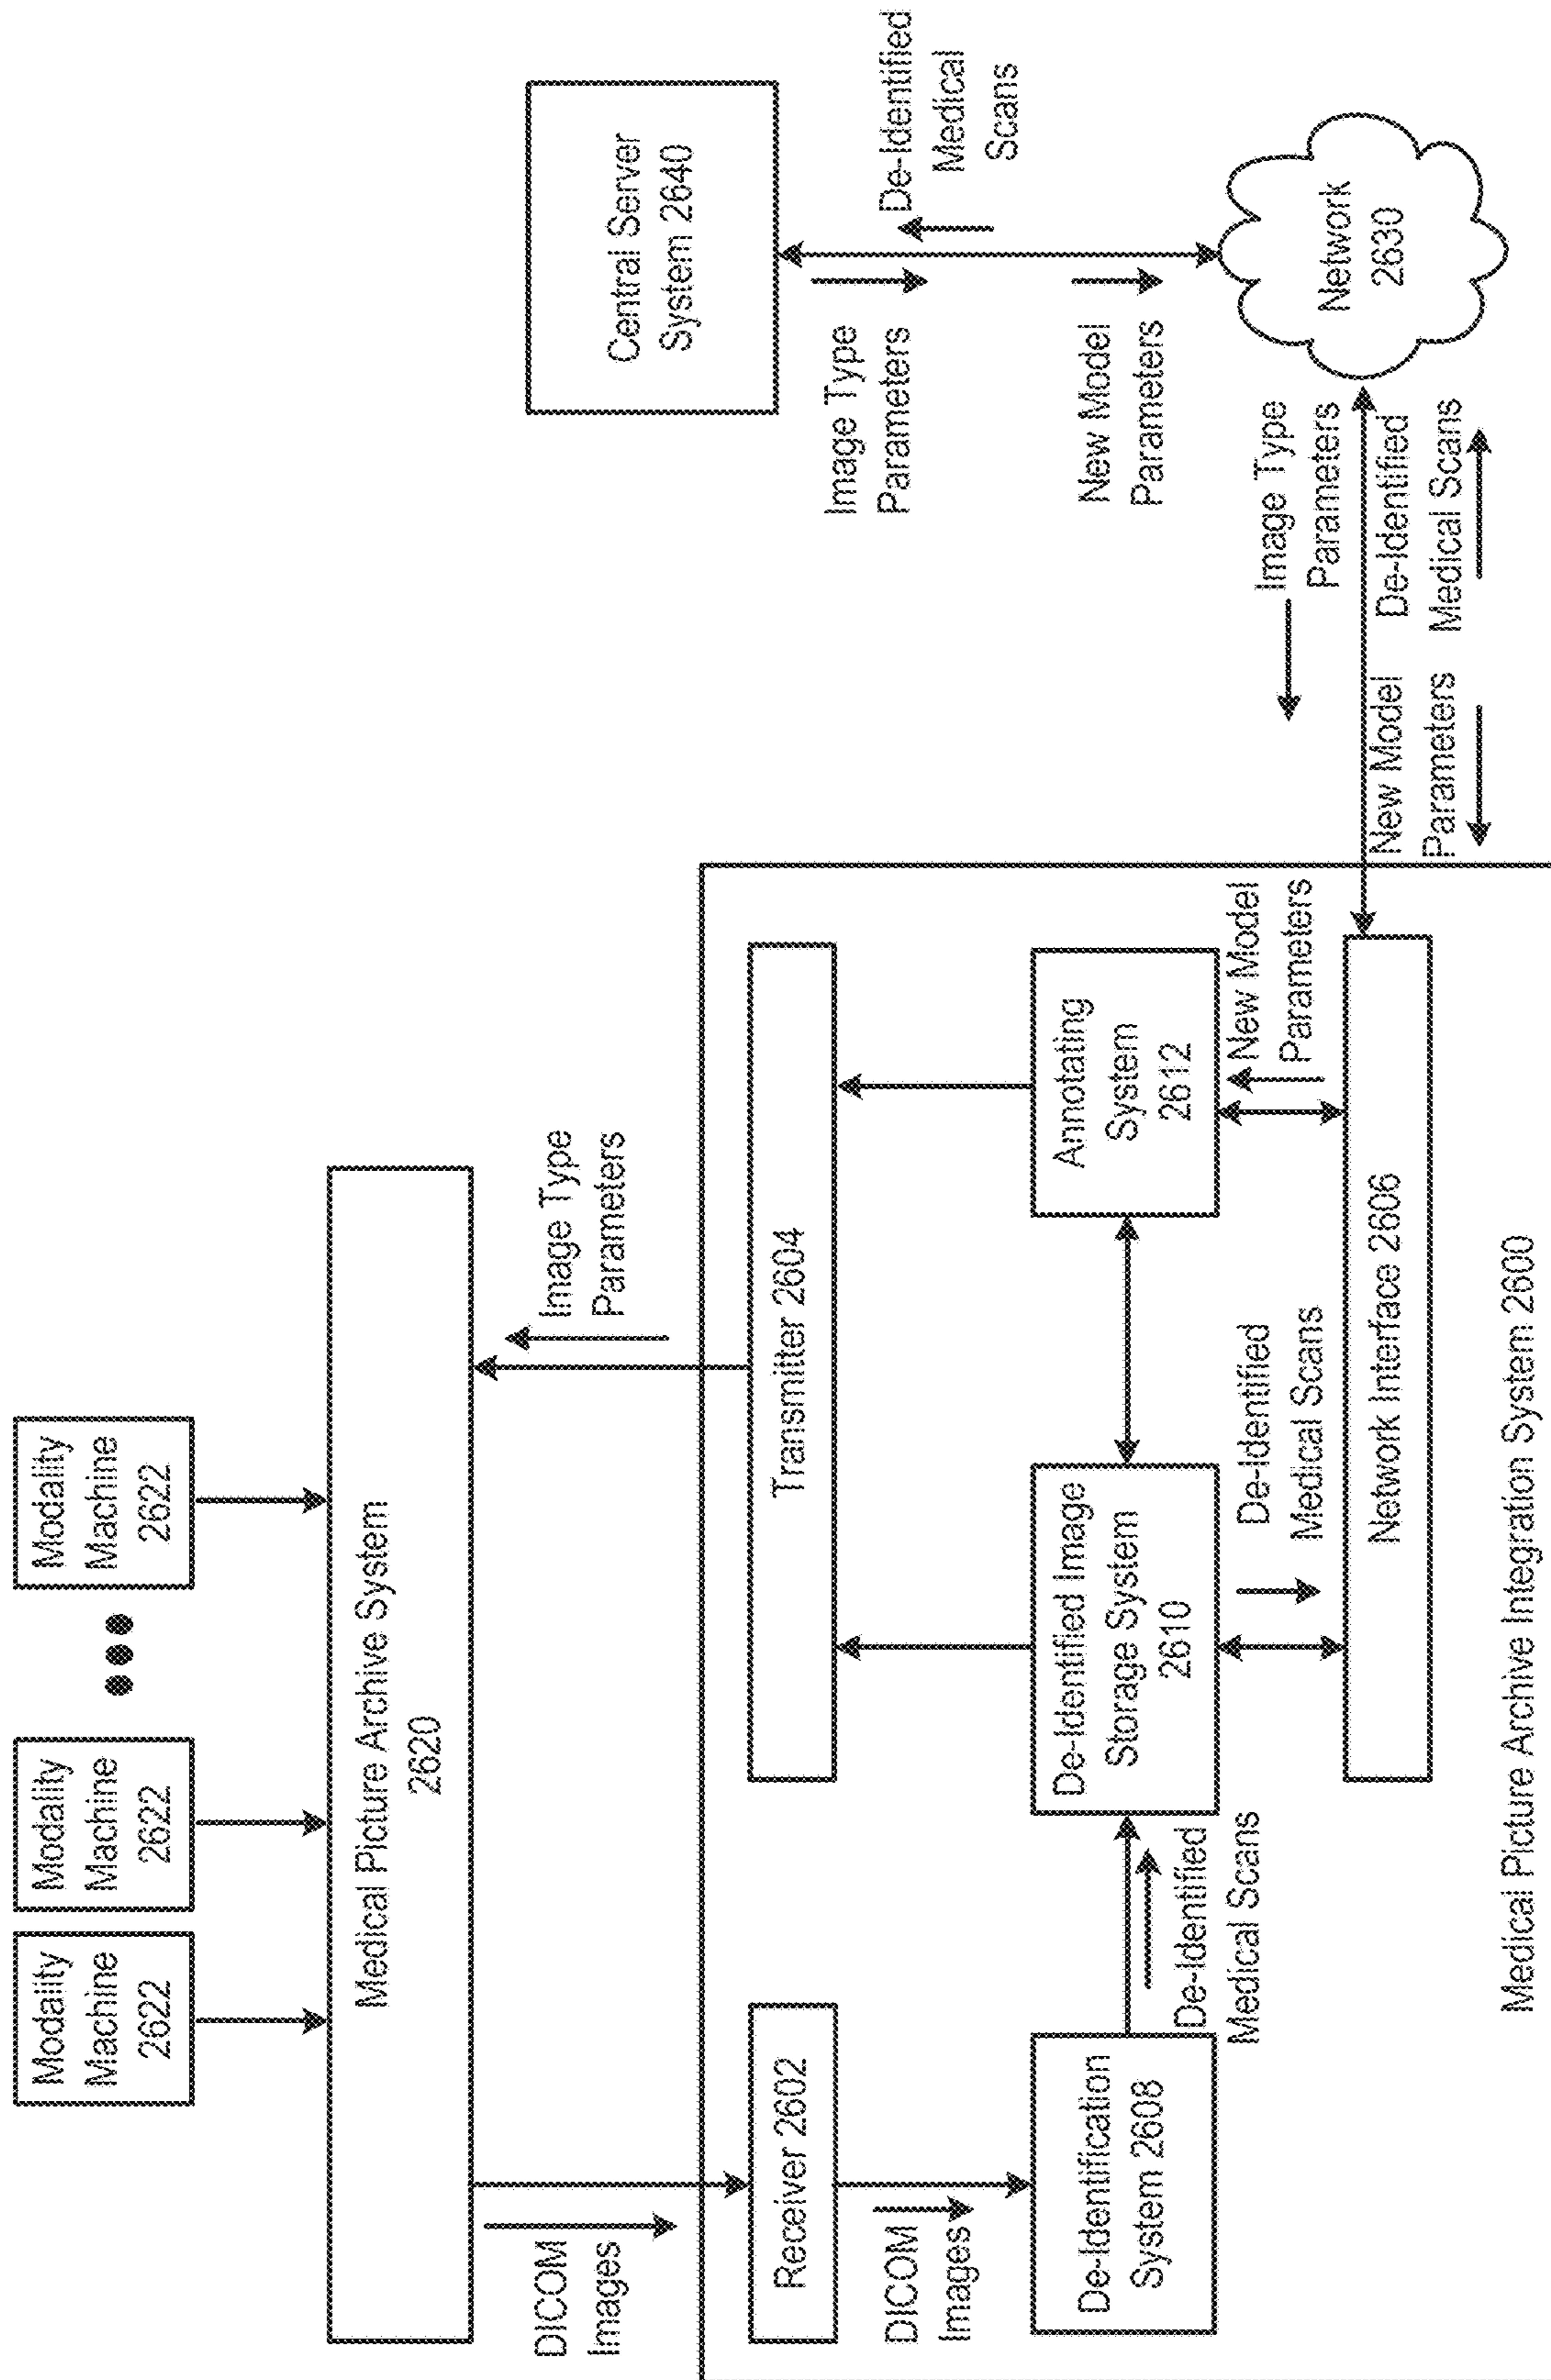 Modality
Machine
2622
Modality
Machine
2622
Modality
Machine
2622
Medical Picture Archive System
2620
DICOM
Images
Image Type
Parameters
Receiver 2602
Transmitter 2604
DICOM
Images
De-Identification
System 2608
De-Identified
Medical Scans
De-Identified Image
Storage System
2610
Annotating
System
2612
De-Identified
Medical Scans
New Model
Parameters
Network Interface 2606
Medical Picture Archive Integration System 2600
Central Server
System 2640
De-Identified
Medical
Scans
Image Type
Parameters
New Model
Parameters
Image Type
Parameters
New Model
Parameters
De-Identified
Medical Scans
Network
2630